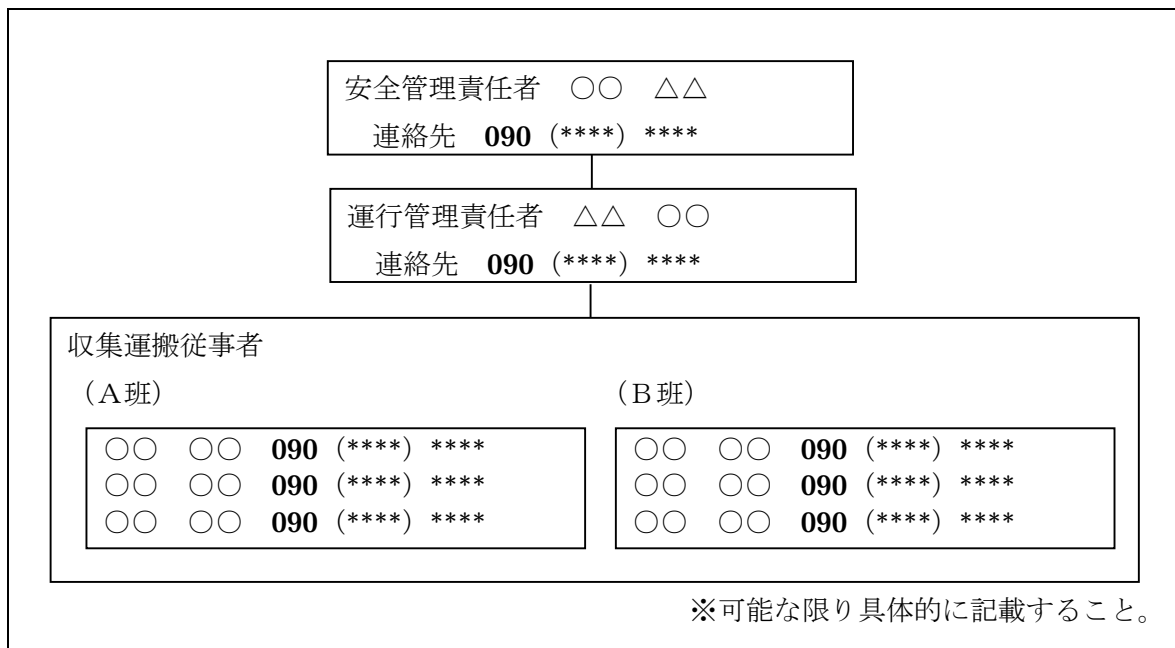 安全管理責任者　○○　△△
連絡先　090（****）****
運行管理責任者　△△　○○
連絡先　090（****）****
収集運搬従事者
（Ａ班）
○○　○○　090（****）****
○○　○○　090（****）****
○○　○○　090（****）****
（Ｂ班）
○○　○○　090（****）****
○○　○○　090（****）****
○○　○○　090（****）****
※可能な限り具体的に記載すること。